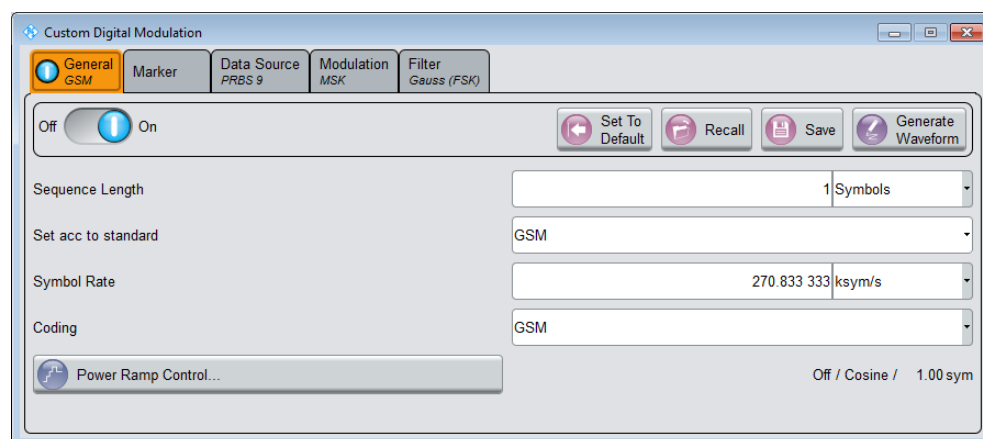 Custom Digital Modulation
General
GSM
Marker
Data Source
PRBS 9
Modulation
MSK
Filter
Gauss (FSK)
Off On
Set To
Default
Recall
Save
Generate
Waveform
Sequence Length 1 Symbols
Set acc to standard GSM
Symbol Rate 270.833 333 ksym/s
Coding GSM
Power Ramp Control... Off / Cosine / 1.00 sym